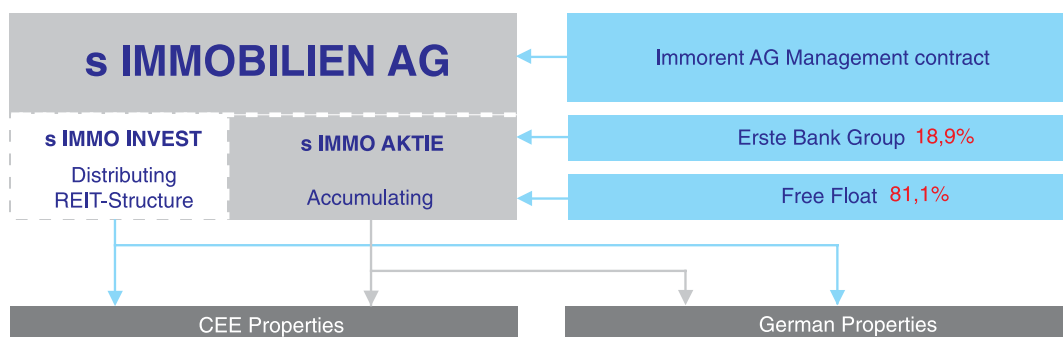 s IMMOBILIEN AG
Immorent AG Management contract
s IMMO INVEST
Distributing
REIT-Structure
s IMMO AKTIE
Accumulating
Erste Bank Group 18,9%
Free Float 81,1%
CEE Properties
German Properties